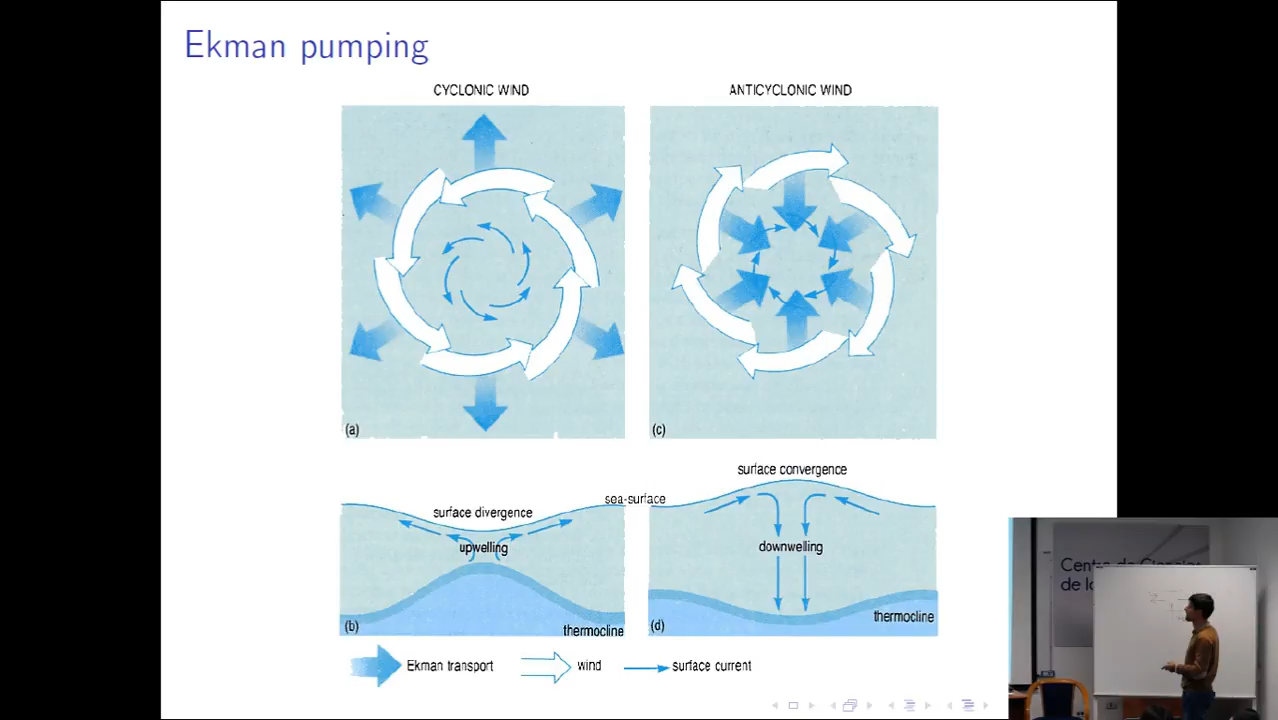 Ekman pumping
CYCLONIC WIND
ANTICYCLONIC WIND
(a)
(c)
surface convergence
sea-surface
surface divergence
upwelling
downwelling
thermocline
thermocline
(b)
(d)
Ekman transport
wind
surface current
Centro de Ciencias
de lo